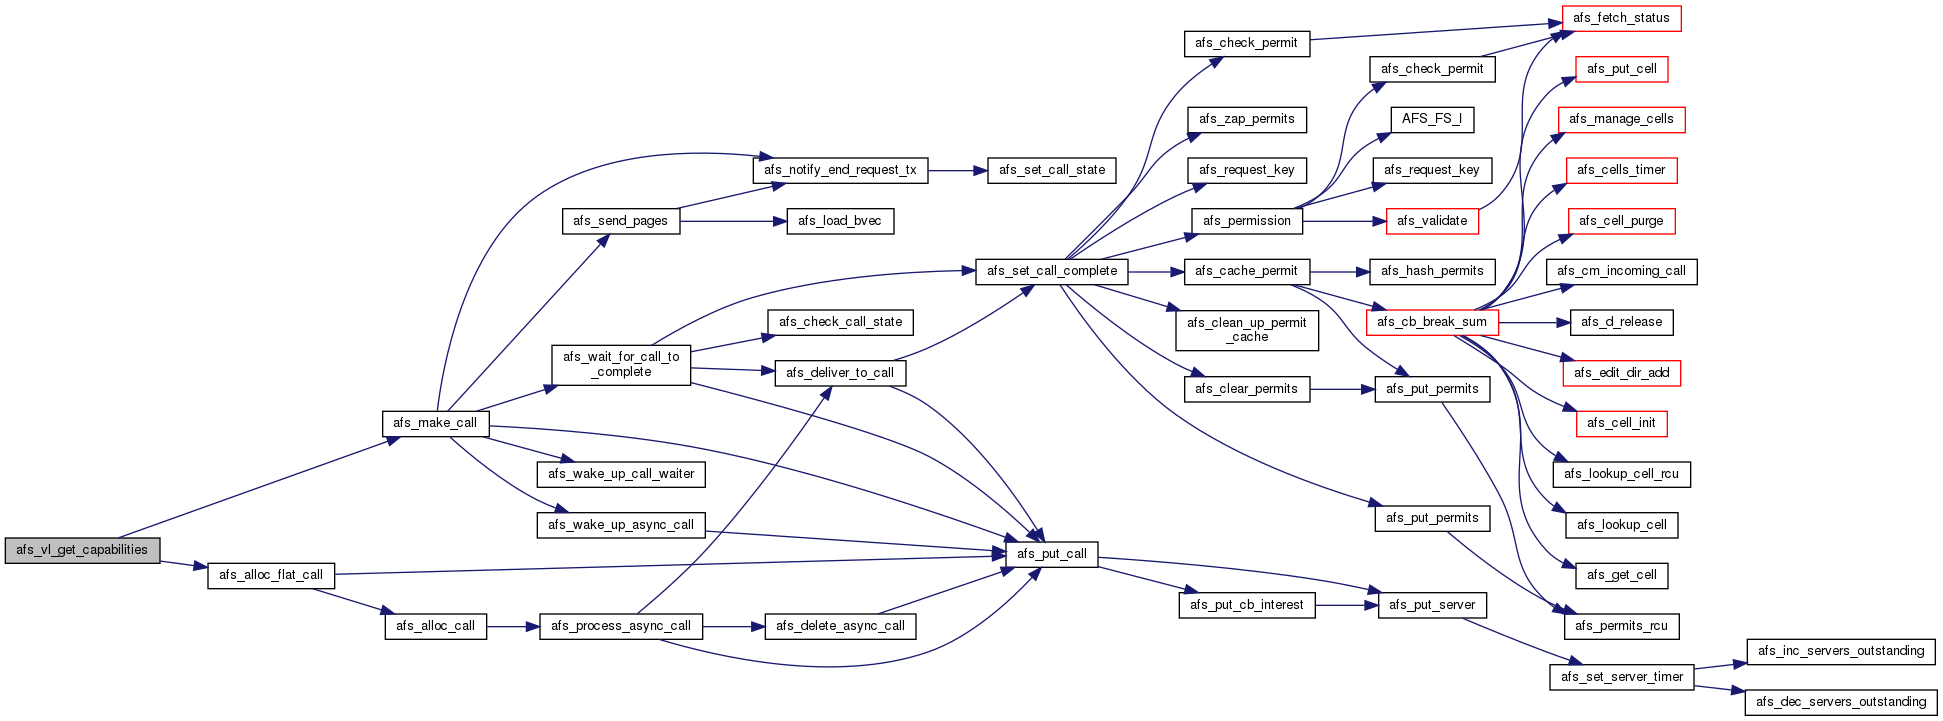 afs_vl_get_capabilities
afs_make_call
afs_alloc_flat_call
afs_alloc_call
afs_send_pages
afs_wait_for_call_to
_complete
afs_wake_up_call_waiter
afs_wake_up_async_call
afs_process_async_call
afs_notify_end_request_tx
afs_load_bvec
afs_check_call_state
afs_deliver_to_call
afs_delete_async_call
afs_set_call_state
afs_set_call_complete
afs_put_call
afs_check_permit
afs_zap_permits
afs_request_key
afs_permission
afs_cache_permit
afs_clean_up_permit
_cache
afs_clear_permits
afs_put_cb_interest
afs_check_permit
AFS_FS_I
afs_request_key
afs_validate
afs_hash_permits
afs_cb_break_sum
afs_put_permits
afs_put_permits
afs_put_server
afs_fetch_status
afs_put_cell
afs_manage_cells
afs_cells_timer
afs_cell_purge
afs_cm_incoming_call
afs_d_release
afs_edit_dir_add
afs_cell_init
afs_lookup_cell_rcu
afs_lookup_cell
afs_get_cell
afs_permits_rcu
afs_set_server_timer
afs_inc_servers_outstanding
afs_dec_servers_outstanding